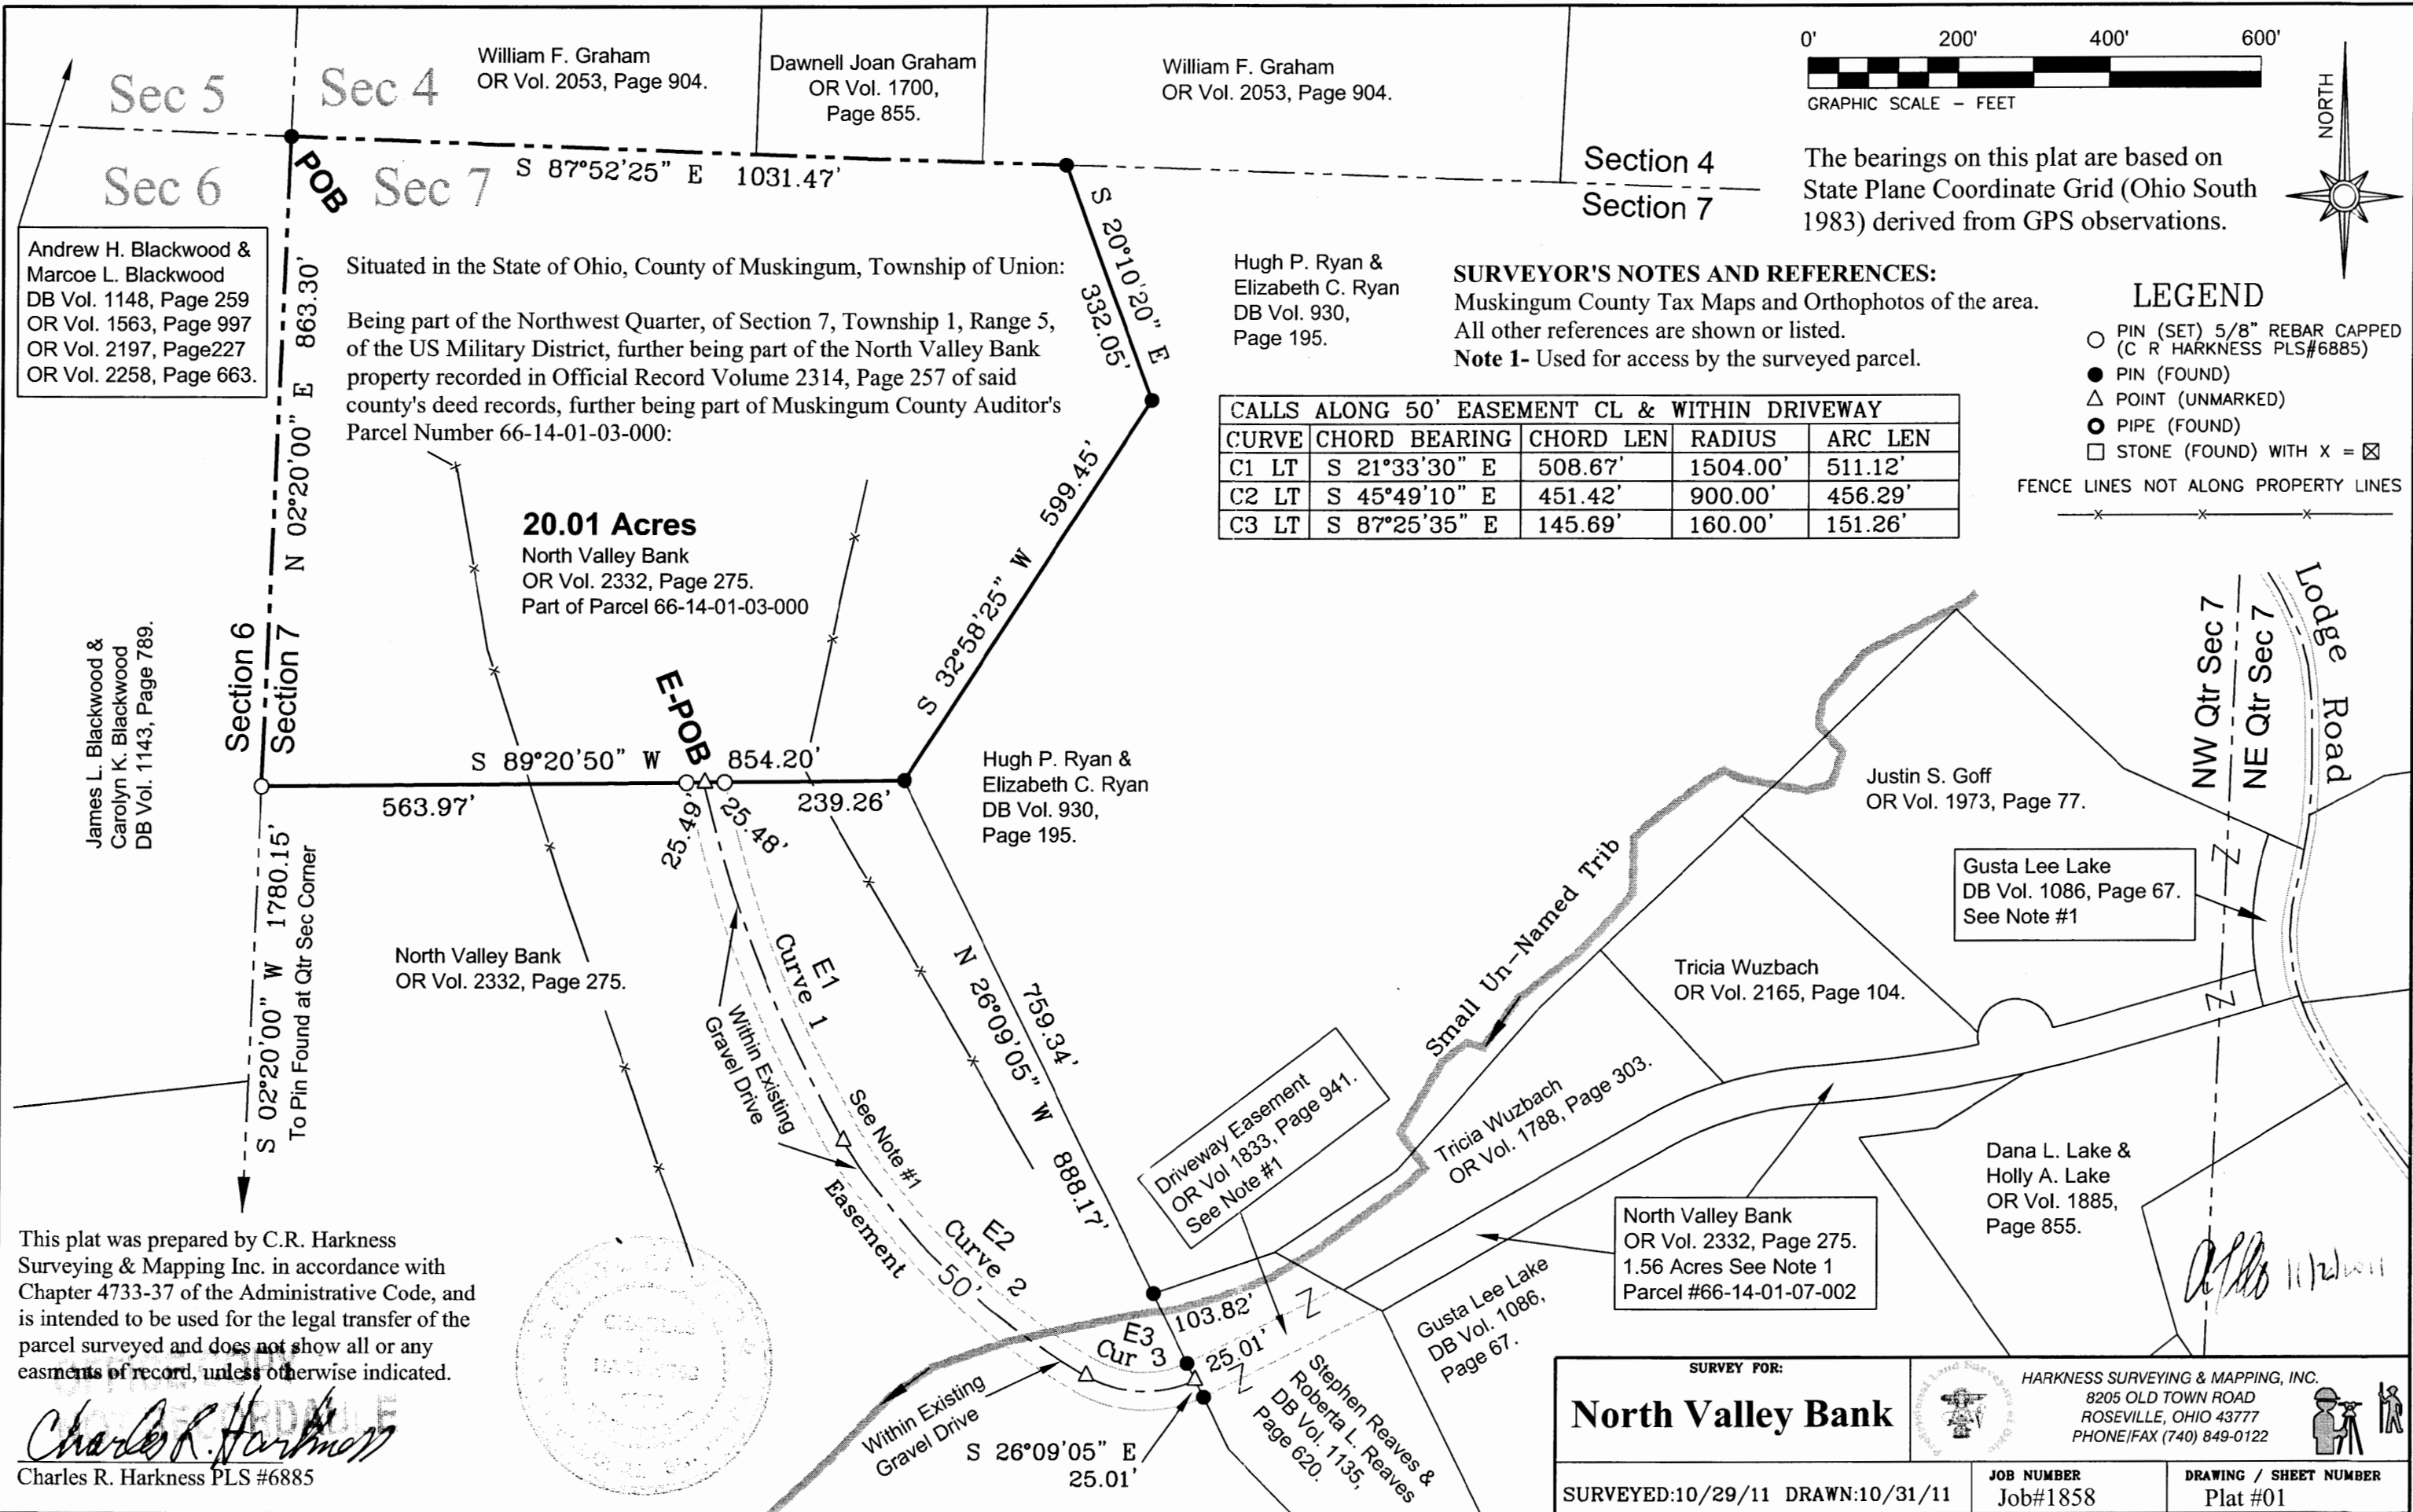 Sec 5
Sec 4
William F. Graham
OR Vol. 2053, Page 904.
Dawnell Joan Graham
OR Vol. 1700,
Page 855.
William F. Graham
OR Vol. 2053, Page 904.
0' 200' 400' 600'
GRAPHIC SCALE - FEET
NORTH
Sec 6
POB
Sec 7
S 87°52'25" E 1031.47'
Section 4
Section 7
The bearings on this plat are based on
State Plane Coordinate Grid (Ohio South
1983) derived from GPS observations.
Andrew H. Blackwood &
Marcoe L. Blackwood
DB Vol. 1148, Page 259
OR Vol. 1563, Page 997
OR Vol. 2197, Page227
OR Vol. 2258, Page 663.
N 02°20'00" E 863.30'
Situated in the State of Ohio, County of Muskingum, Township of Union:
Being part of the Northwest Quarter, of Section 7, Township 1, Range 5,
of the US Military District, further being part of the North Valley Bank
property recorded in Official Record Volume 2314, Page 257 of said
county's deed records, further being part of Muskingum County Auditor's
Parcel Number 66-14-01-03-000:
S 20°10'20" E
332.05'
Hugh P. Ryan &
Elizabeth C. Ryan
DB Vol. 930,
Page 195.
SURVEYOR'S NOTES AND REFERENCES:
Muskingum County Tax Maps and Orthophotos of the area.
All other references are shown or listed.
Note 1- Used for access by the surveyed parcel.
LEGEND
PIN (SET) 5/8" REBAR CAPPED
(C R HARKNESS PLS#6885)
PIN (FOUND)
POINT (UNMARKED)
PIPE (FOUND)
STONE (FOUND) WITH X = ☒
FENCE LINES NOT ALONG PROPERTY LINES
CALLS ALONG 50' EASEMENT CL & WITHIN DRIVEWAY
CURVE CHORD BEARING CHORD LEN RADIUS ARC LEN
C1 LT S 21°33'30" E 508.67' 1504.00' 511.12'
C2 LT S 45°49'10" E 451.42' 900.00' 456.29'
C3 LT S 87°25'35" E 145.69' 160.00' 151.26'
20.01 Acres
North Valley Bank
OR Vol. 2332, Page 275.
Part of Parcel 66-14-01-03-000
S 32°58'25" W 599.45'
James L. Blackwood &
Carolyn K. Blackwood
DB Vol. 1143, Page 789.
Section 6
Section 7
E-POB
S 89°20'50" W 854.20'
563.97'
25.49'
25.48'
239.26'
Hugh P. Ryan &
Elizabeth C. Ryan
DB Vol. 930,
Page 195.
NW Qtr Sec 7
NE Qtr Sec 7
Lodge Road
Justin S. Goff
OR Vol. 1973, Page 77.
Gusta Lee Lake
DB Vol. 1086, Page 67.
See Note #1
Small Un-Named Trib
Tricia Wuzbach
OR Vol. 2165, Page 104.
S 02°20'00" W 1780.15'
To Pin Found at Qtr Sec Corner
North Valley Bank
OR Vol. 2332, Page 275.
E1
Curve 1
Within Existing
Gravel Drive
See Note #1
759.34'
N 26°09'05" W 888.17'
Driveway Easement
OR Vol 1833, Page 941.
See Note #1
Tricia Wuzbach
OR Vol. 1788, Page 303.
Dana L. Lake &
Holly A. Lake
OR Vol. 1885,
Page 855.
North Valley Bank
OR Vol. 2332, Page 275.
1.56 Acres See Note 1
Parcel #66-14-01-07-002
Easement
50'
E2
Curve 2
E3
Cur 3
103.82'
25.01'
Gusta Lee Lake
DB Vol. 1086,
Page 67.
Stephen Reaves &
Roberta L. Reaves
DB Vol. 1135,
Page 620.
Within Existing
Gravel Drive
S 26°09'05" E
25.01'
This plat was prepared by C.R. Harkness
Surveying & Mapping Inc. in accordance with
Chapter 4733-37 of the Administrative Code, and
is intended to be used for the legal transfer of the
parcel surveyed and does not show all or any
easments of record, unless otherwise indicated.
OFFICE COPY
Charles R. Harkness
Charles R. Harkness PLS #6885
SURVEY FOR:
North Valley Bank
HARKNESS SURVEYING & MAPPING, INC.
8205 OLD TOWN ROAD
ROSEVILLE, OHIO 43777
PHONE/FAX (740) 849-0122
SURVEYED:10/29/11 DRAWN:10/31/11
JOB NUMBER
Job#1858
DRAWING / SHEET NUMBER
Plat #01